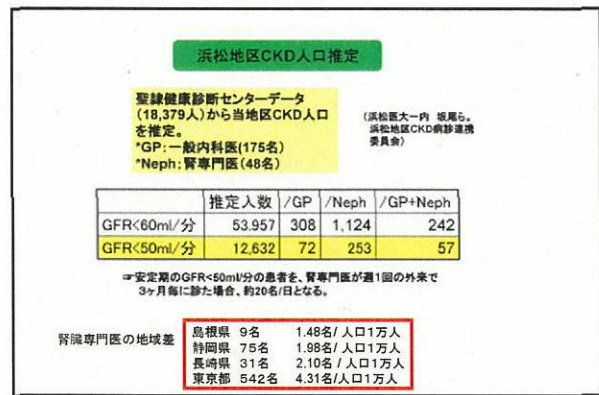 浜松地区CKD人口推定
聖隷健康診断センターデータ
(18,379人)から当地区CKD人口
を推定。
*GP:一般内科医(175名)
*Neph:腎専門医(48名)
(浜松医大一内 坂尾ら。
浜松地区CKD病診連携
委員会)
推定人数 /GP /Neph /GP+Neph
GFR<60ml/分 53.957 308 1,124 242
GFR<50ml/分 12,632 72 253 57
☞安定期のGFR<50ml/分の患者を、腎専門医が週1回の外来で
3ヶ月毎に診た場合、約20名/日となる。
腎臓専門医の地域差
島根県 9名 1.48名/人口1万人
静岡県 75名 1.98名/人口1万人
長崎県 31名 2.10名/人口1万人
東京都 542名 4.31名/人口1万人